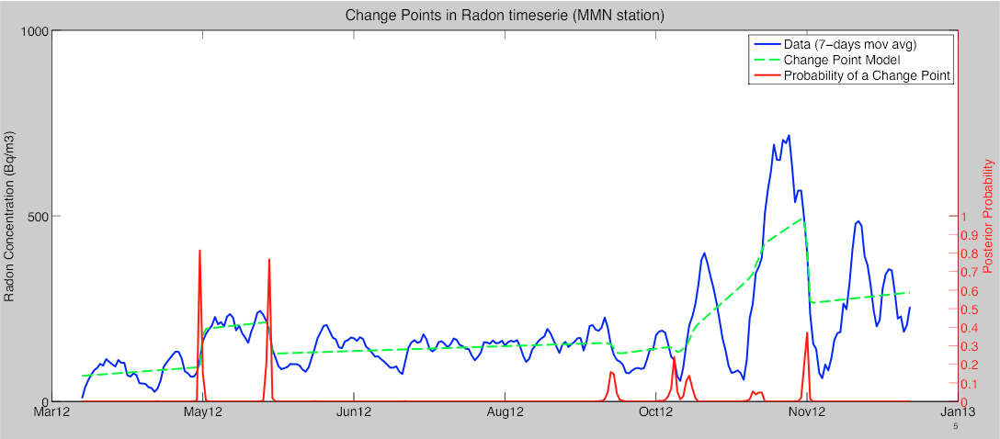 Change Points in Radon timeserie (MMN station)
1000
500
0
Radon Concentration (Bq/m3)
Data (7-days mov avg)
Change Point Model
Probability of a Change Point
1
0.9
0.8
0.7
0.6
0.5
0.4
0.3
0.2
0.1
0
Posterior Probability
Mar12 May12 Jun12 Aug12 Oct12 Nov12 Jan13
5